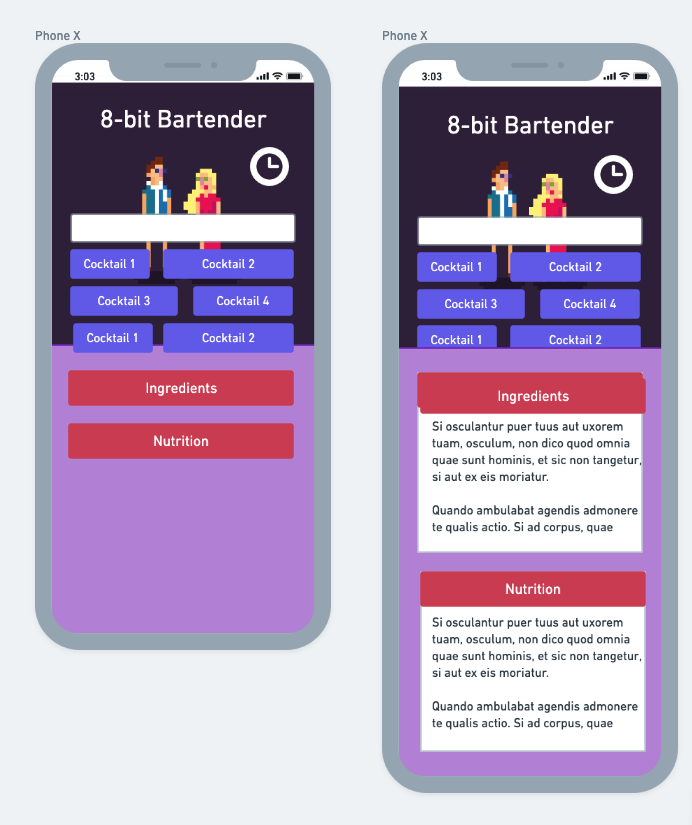 Phone X
3:03
8-bit Bartender
Cocktail 1
Cocktail 2
Cocktail 3
Cocktail 4
Cocktail 1
Cocktail 2
Ingredients
Nutrition
Phone X
3:03
8-bit Bartender
Cocktail 1
Cocktail 2
Cocktail 3
Cocktail 4
Cocktail 1
Cocktail 2
Ingredients
Si osculantur puer tuus aut uxorem
tuam, osculum, non dico quod omnia
quae sunt hominis, et sic non tangetur,
si aut ex eis moriatur.
Quando ambulabat agendis admonere
te qualis actio. Si ad corpus, quae
Nutrition
Si osculantur puer tuus aut uxorem
tuam, osculum, non dico quod omnia
quae sunt hominis, et sic non tangetur,
si aut ex eis moriatur.
Quando ambulabat agendis admonere
te qualis actio. Si ad corpus, quae